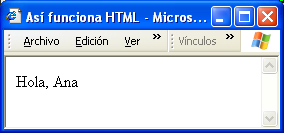 Así funciona HTML - Micros...
Archivo Edición Ver » Vínculos »
Hola, Ana